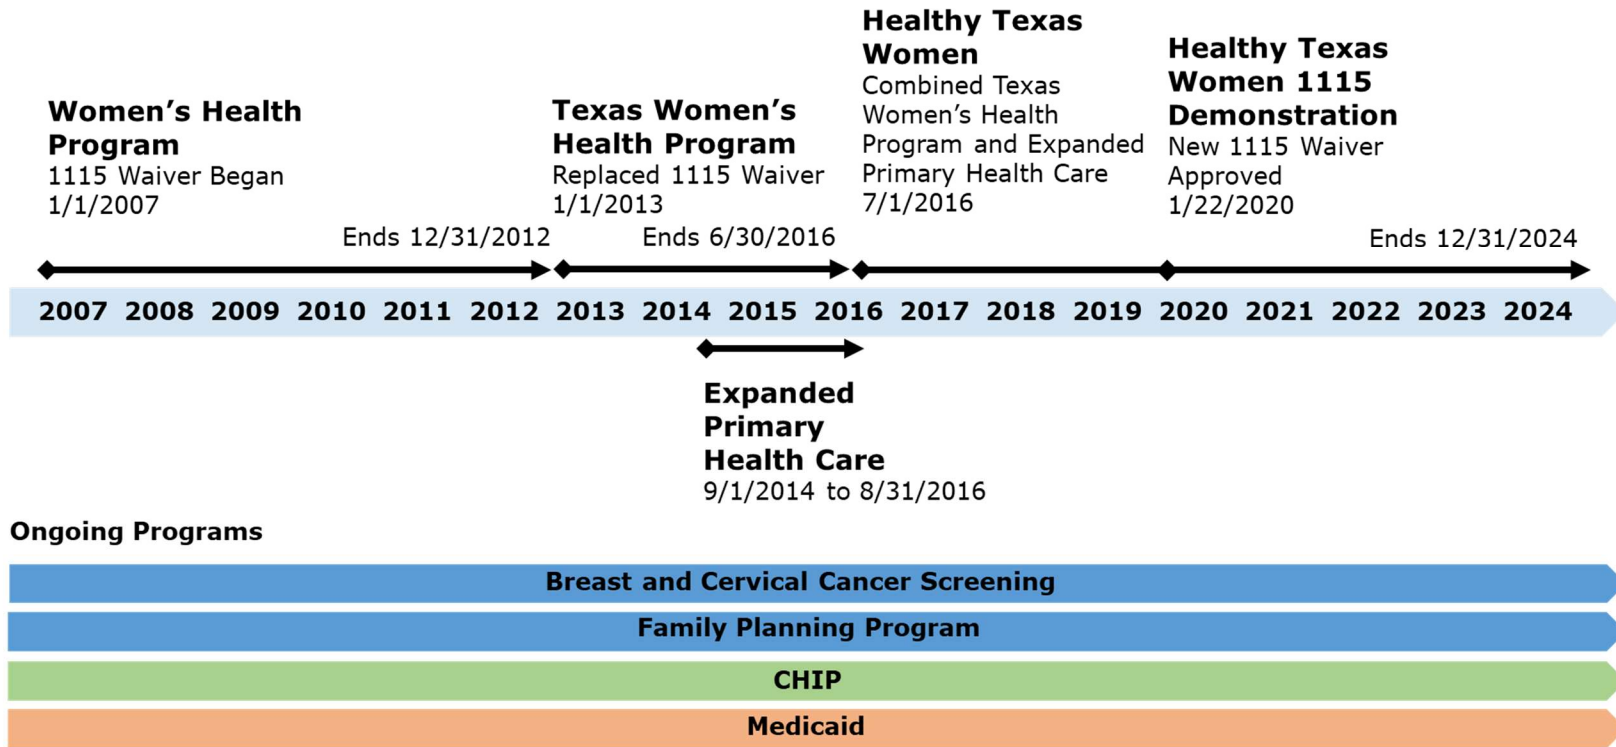 Women’s Health
Program
1115 Waiver Began
1/1/2007
Ends 12/31/2012
Texas Women’s
Health Program
Replaced 1115 Waiver
1/1/2013
Ends 6/30/2016
Healthy Texas
Women
Combined Texas
Women’s Health
Program and Expanded
Primary Health Care
7/1/2016
Healthy Texas
Women 1115
Demonstration
New 1115 Waiver
Approved
1/22/2020
Ends 12/31/2024
2007 2008 2009 2010 2011 2012 2013 2014 2015 2016 2017 2018 2019 2020 2021 2022 2023 2024
Expanded
Primary
Health Care
9/1/2014 to 8/31/2016
Ongoing Programs
Breast and Cervical Cancer Screening
Family Planning Program
CHIP
Medicaid